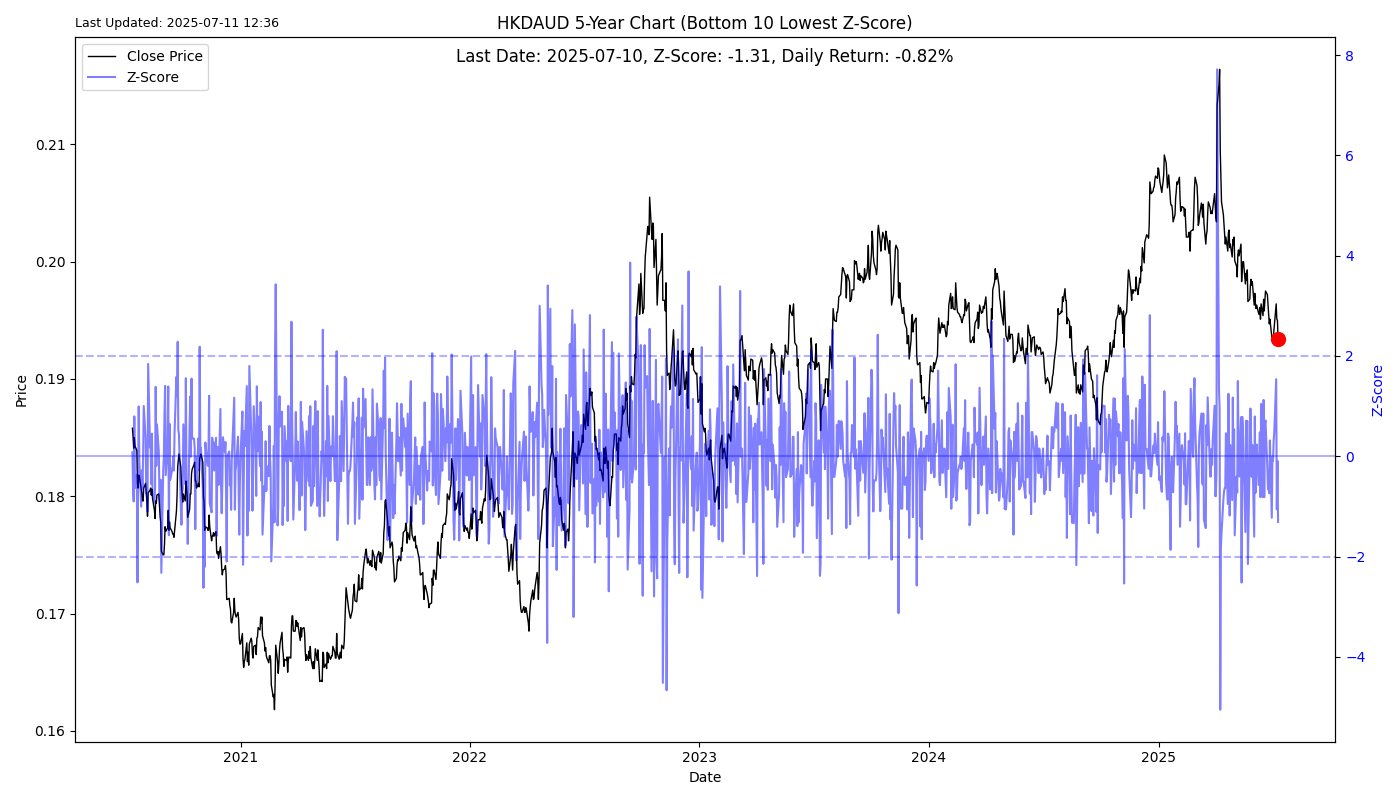 Last Updated: 2025-07-11 12:36
HKDAUD 5-Year Chart (Bottom 10 Lowest Z-Score)
Last Date: 2025-07-10, Z-Score: -1.31, Daily Return: -0.82%
Close Price
Z-Score
Price
0.21
0.20
0.19
0.18
0.17
0.16
8
6
4
2
0
−2
−4
Z-Score
2021
2022
2023
2024
2025
Date